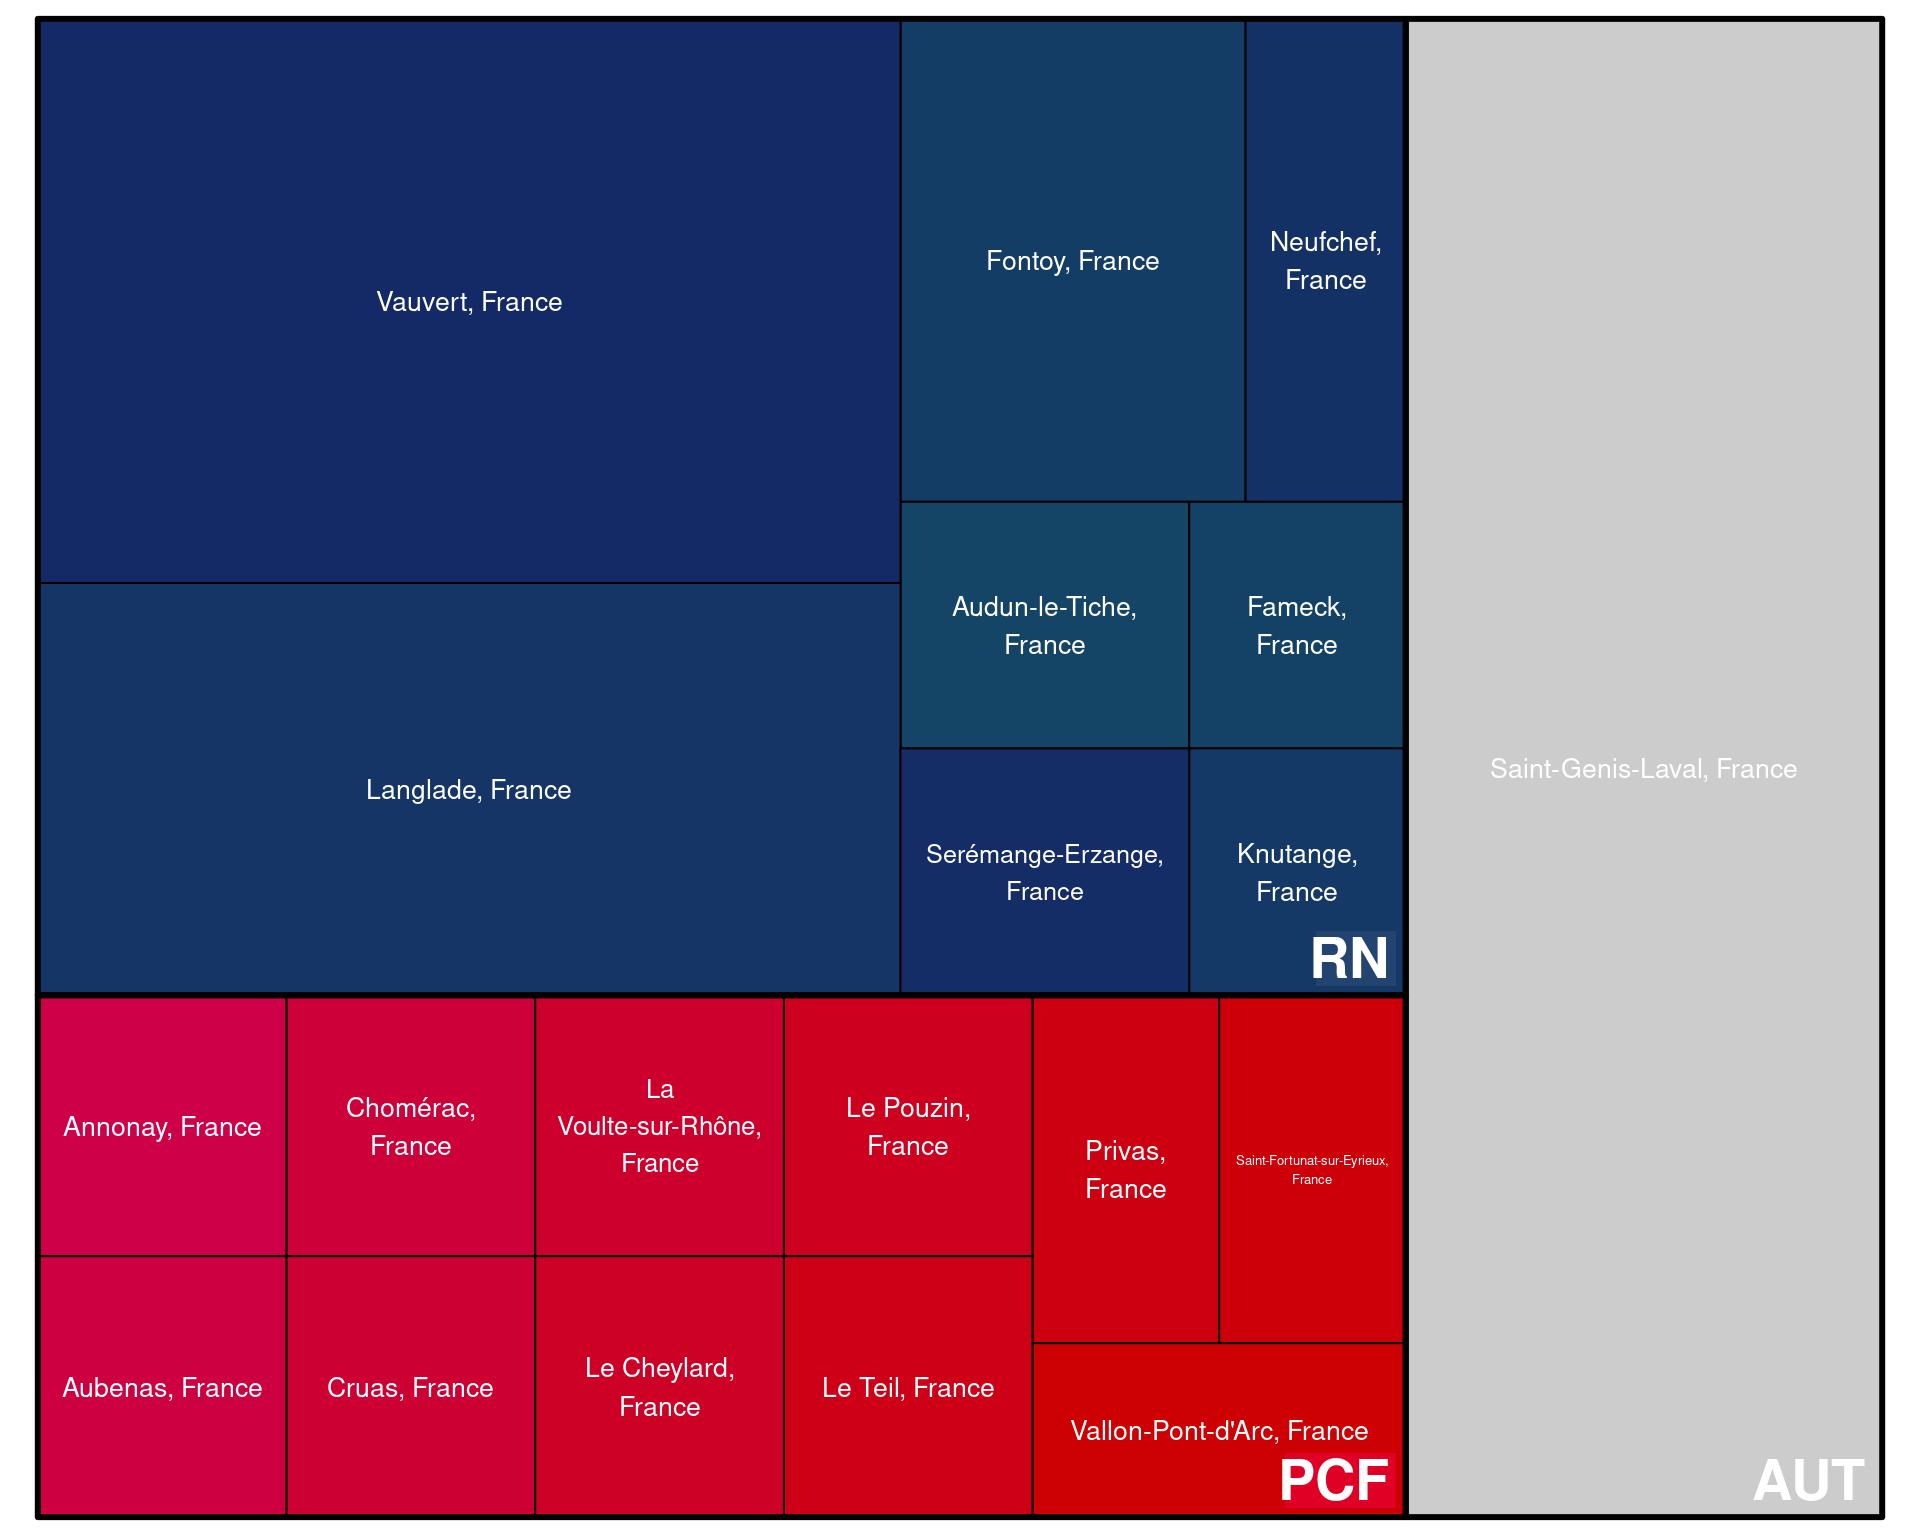 Vauvert, France
Langlade, France
Fontoy, France
Neufchef,
France
Audun-le-Tiche,
France
Fameck,
France
Serémange-Erzange,
France
Knutange,
France
RN
Annonay, France
Chomérac,
France
La
Voulte-sur-Rhône,
France
Le Pouzin,
France
Privas,
France
Saint-Fortunat-sur-Eyrieux,
France
Aubenas, France
Cruas, France
Le Cheylard,
France
Le Teil, France
Vallon-Pont-d'Arc, France
PCF
Saint-Genis-Laval, France
AUT